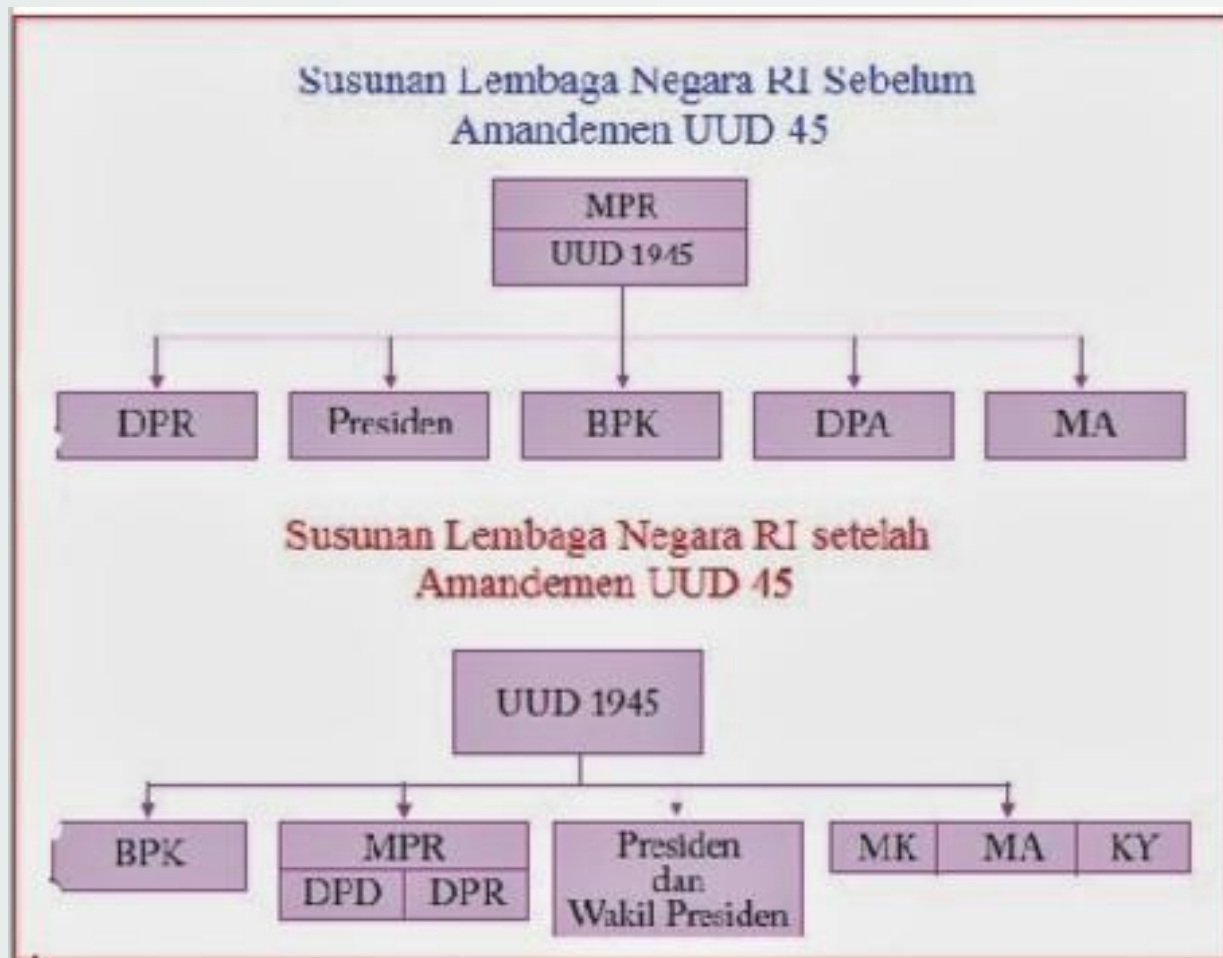 Susunan Lembaga Negara RI Sebelum
Amandemen UUD 45
MPR
UUD 1945
DPR
Presiden
BPK
DPA
MA
Susunan Lembaga Negara RI setelah
Amandemen UUD 45
UUD 1945
BPK
MPR
DPD
DPR
Presiden
dan
Wakil Presiden
MK
MA
KY